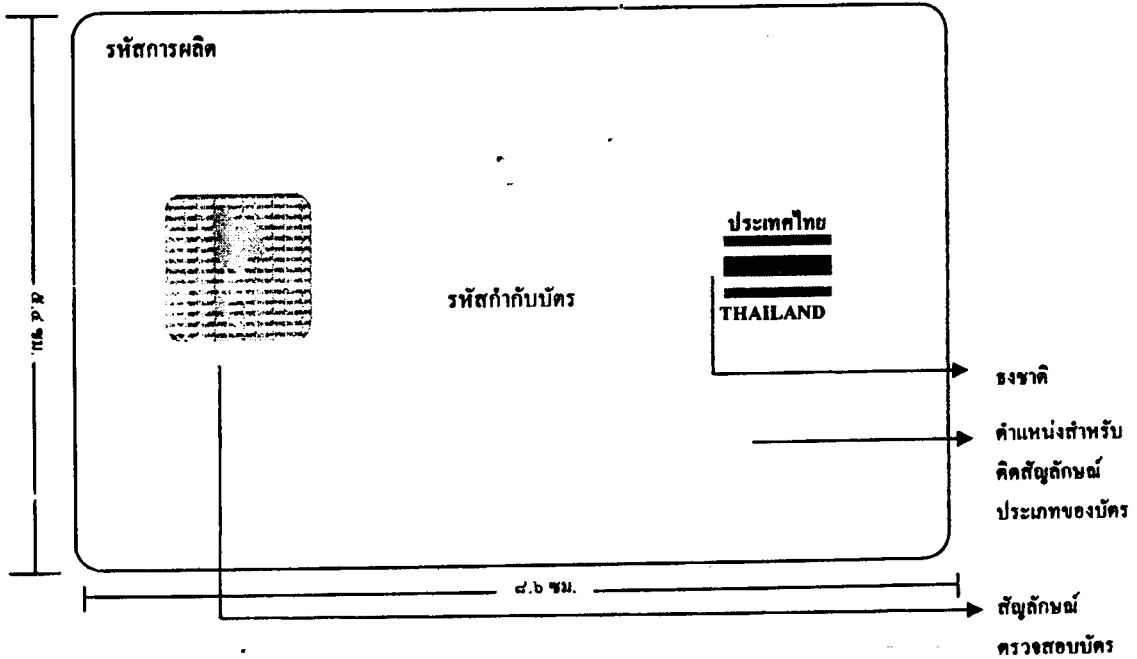 รหัสการผลิต
ประเทศไทย
รหัสกำกับบัตร
THAILAND
๕.๔ ซม.
ธงชาติ
ตำแหน่งสำหรับ
ติดสัญลักษณ์
ประเภทของบัตร
๘.๖ ซม.
สัญลักษณ์
ตรวจสอบบัตร